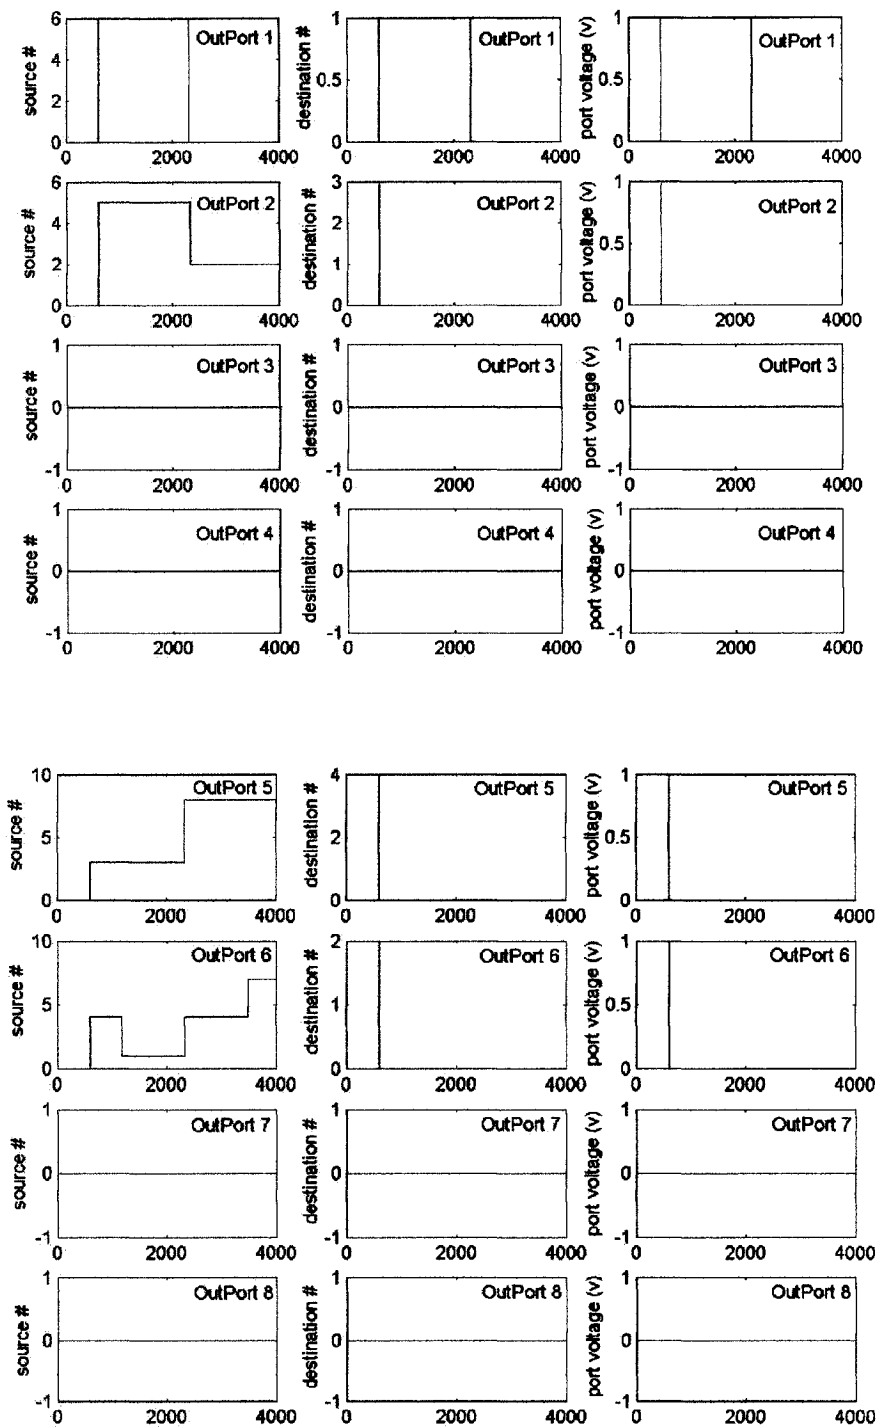 source #
6
4
2
0
OutPort 1
0 2000 4000
destination #
1
0.5
0
OutPort 1
0 2000 4000
port voltage (v)
1
0.5
0
OutPort 1
0 2000 4000
source #
6
4
2
0
OutPort 2
0 2000 4000
destination #
3
2
1
0
OutPort 2
0 2000 4000
port voltage (v)
1
0.5
0
OutPort 2
0 2000 4000
source #
1
0
-1
OutPort 3
0 2000 4000
destination #
1
0
-1
OutPort 3
0 2000 4000
port voltage (v)
1
0
-1
OutPort 3
0 2000 4000
source #
1
0
-1
OutPort 4
0 2000 4000
destination #
1
0
-1
OutPort 4
0 2000 4000
port voltage (v)
1
0
-1
OutPort 4
0 2000 4000
source #
10
5
0
OutPort 5
0 2000 4000
destination #
4
2
0
OutPort 5
0 2000 4000
port voltage (v)
1
0.5
0
OutPort 5
0 2000 4000
source #
10
5
0
OutPort 6
0 2000 4000
destination #
2
1
0
OutPort 6
0 2000 4000
port voltage (v)
1
0.5
0
OutPort 6
0 2000 4000
source #
1
0
-1
OutPort 7
0 2000 4000
destination #
1
0
-1
OutPort 7
0 2000 4000
port voltage (v)
1
0
-1
OutPort 7
0 2000 4000
source #
1
0
-1
OutPort 8
0 2000 4000
destination #
1
0
-1
OutPort 8
0 2000 4000
port voltage (v)
1
0
-1
OutPort 8
0 2000 4000